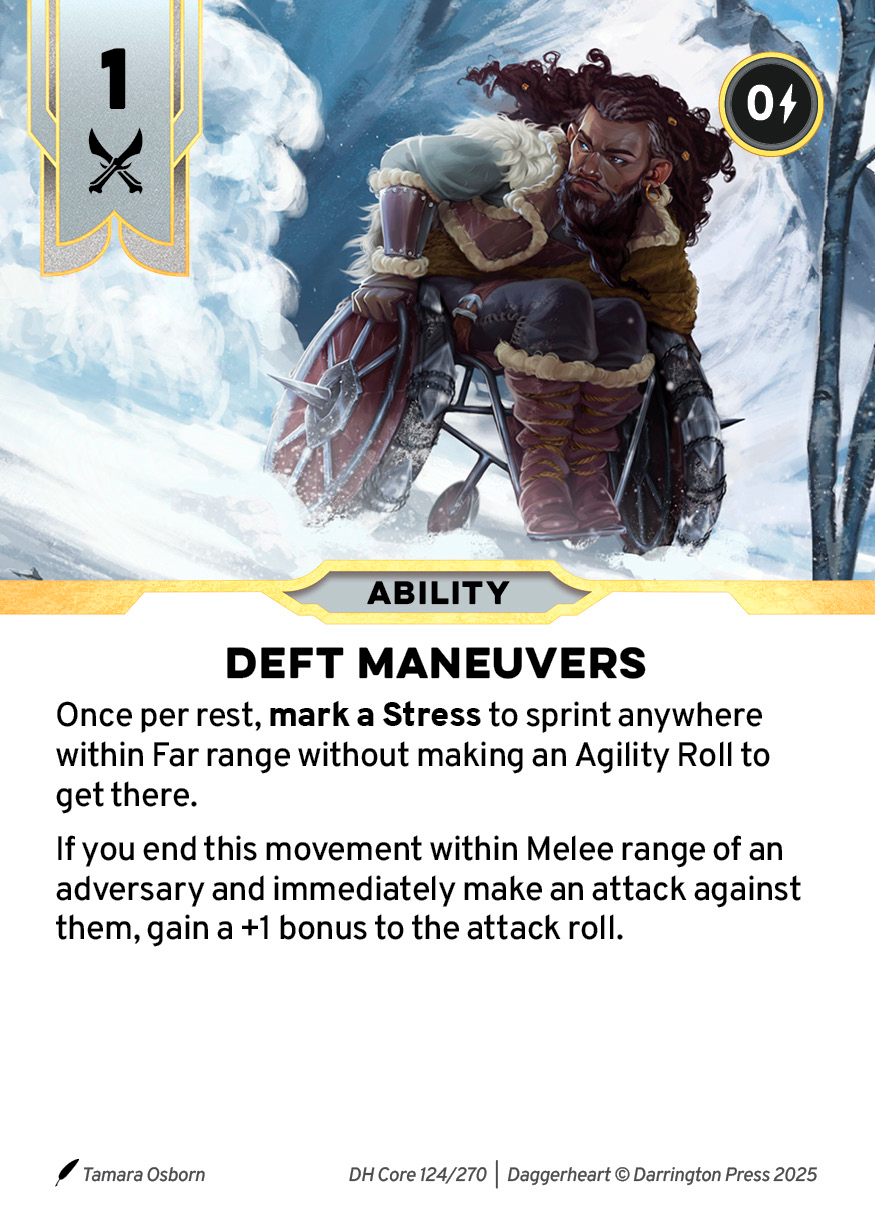 1
0
ABILITY
DEFT MANEUVERS
Once per rest, mark a Stress to sprint anywhere
within Far range without making an Agility Roll to
get there.
If you end this movement within Melee range of an
adversary and immediately make an attack against
them, gain a +1 bonus to the attack roll.
Tamara Osborn
DH Core 124/270 | Daggerheart © Darrington Press 2025